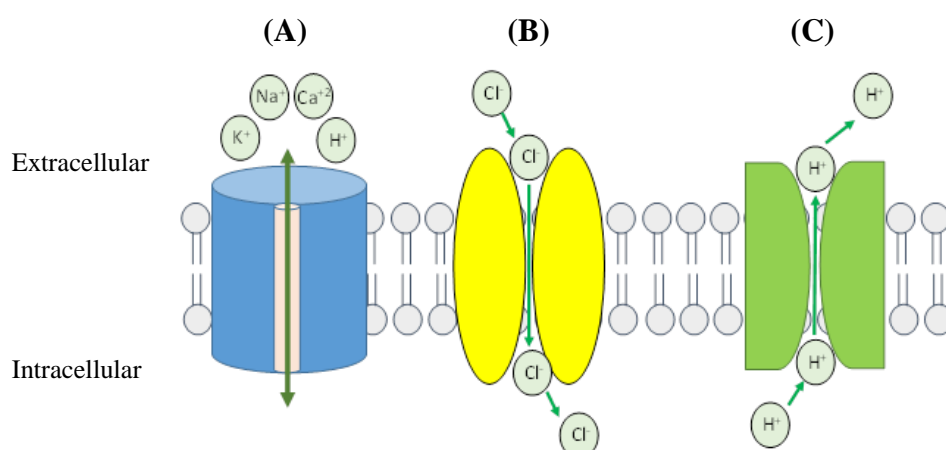 (A) (B) (C)
Na⁺ Ca⁺² Cl⁻ H⁺
K⁺ H⁺
Extracellular Cl⁻ H⁺
Intracellular Cl⁻ H⁺
Cl⁻ H⁺